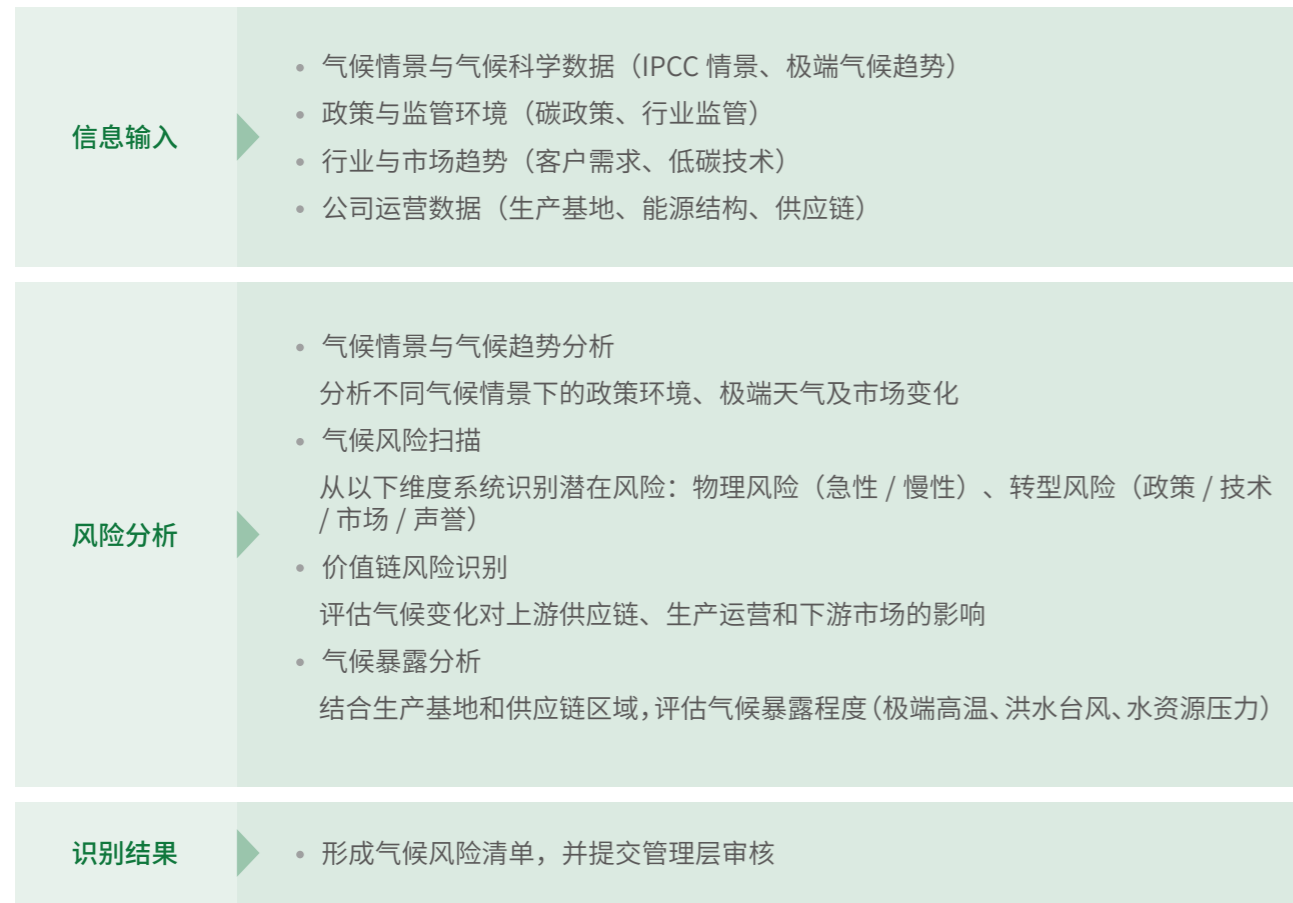 信息输入
• 气候情景与气候科学数据（IPCC 情景、极端气候趋势）
• 政策与监管环境（碳政策、行业监管）
• 行业与市场趋势（客户需求、低碳技术）
• 公司运营数据（生产基地、能源结构、供应链）
风险分析
• 气候情景与气候趋势分析
分析不同气候情景下的政策环境、极端天气及市场变化
• 气候风险扫描
从以下维度系统识别潜在风险：物理风险（急性 / 慢性）、转型风险（政策 / 技术
/ 市场 / 声誉）
• 价值链风险识别
评估气候变化对上游供应链、生产运营和下游市场的影响
• 气候暴露分析
结合生产基地和供应链区域，评估气候暴露程度（极端高温、洪水台风、水资源压力）
识别结果
• 形成气候风险清单，并提交管理层审核